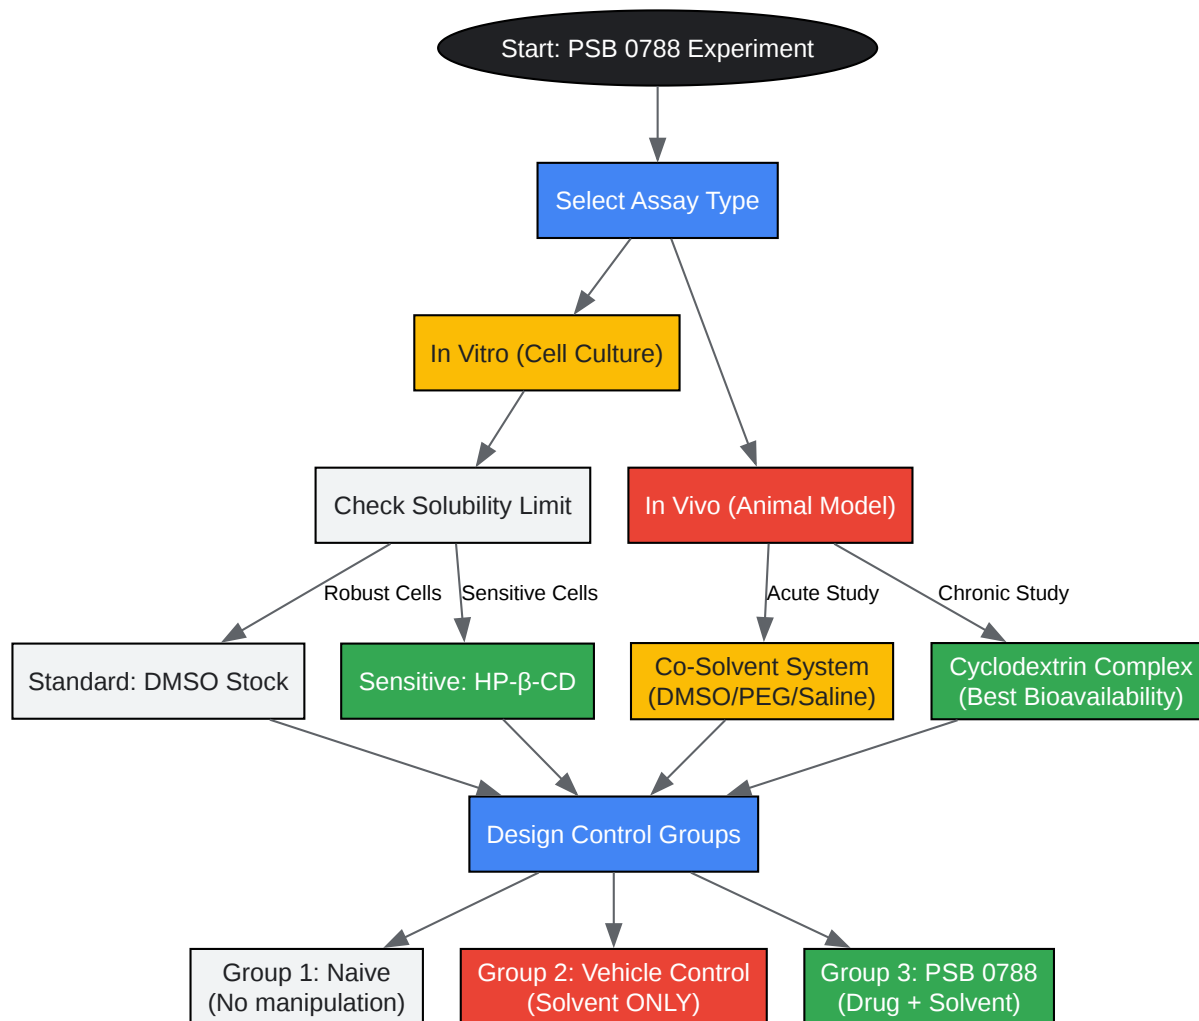 Start: PSB 0788 Experiment
Select Assay Type
In Vitro (Cell Culture)
Check Solubility Limit
In Vivo (Animal Model)
Robust Cells
Sensitive Cells
Acute Study
Chronic Study
Standard: DMSO Stock
Sensitive: HP-β-CD
Co-Solvent System
(DMSO/PEG/Saline)
Cyclodextrin Complex
(Best Bioavailability)
Design Control Groups
Group 1: Naive
(No manipulation)
Group 2: Vehicle Control
(Solvent ONLY)
Group 3: PSB 0788
(Drug + Solvent)